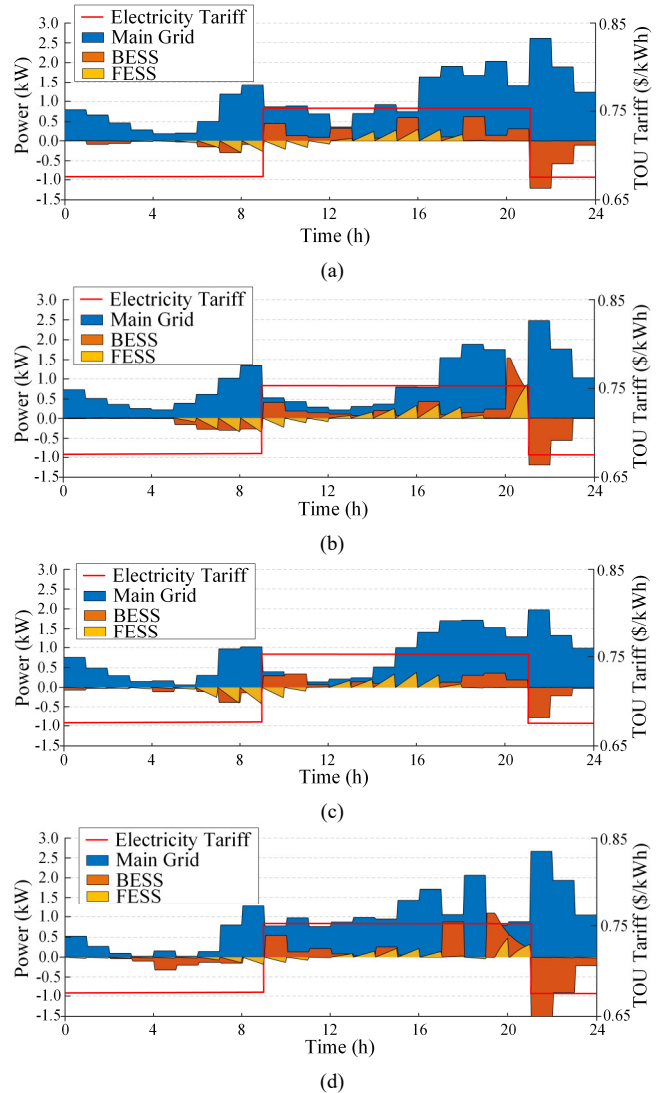 Electricity Tariff
Main Grid
BESS
FESS
Power (kW)
3.0
2.5
2.0
1.5
1.0
0.5
0.0
-0.5
-1.0
-1.5
0 4 8 12 16 20 24
Time (h)
0.85
0.75
0.65
TOU Tariff ($/kWh)
(a)
Electricity Tariff
Main Grid
BESS
FESS
Power (kW)
3.0
2.5
2.0
1.5
1.0
0.5
0.0
-0.5
-1.0
-1.5
0 4 8 12 16 20 24
Time (h)
0.85
0.75
0.65
TOU Tariff ($/kWh)
(b)
Electricity Tariff
Main Grid
BESS
FESS
Power (kW)
3.0
2.5
2.0
1.5
1.0
0.5
0.0
-0.5
-1.0
-1.5
0 4 8 12 16 20 24
Time (h)
0.85
0.75
0.65
TOU Tariff ($/kWh)
(c)
Electricity Tariff
Main Grid
BESS
FESS
Power (kW)
3.0
2.5
2.0
1.5
1.0
0.5
0.0
-0.5
-1.0
-1.5
0 4 8 12 16 20 24
Time (h)
0.85
0.75
0.65
TOU Tariff ($/kWh)
(d)